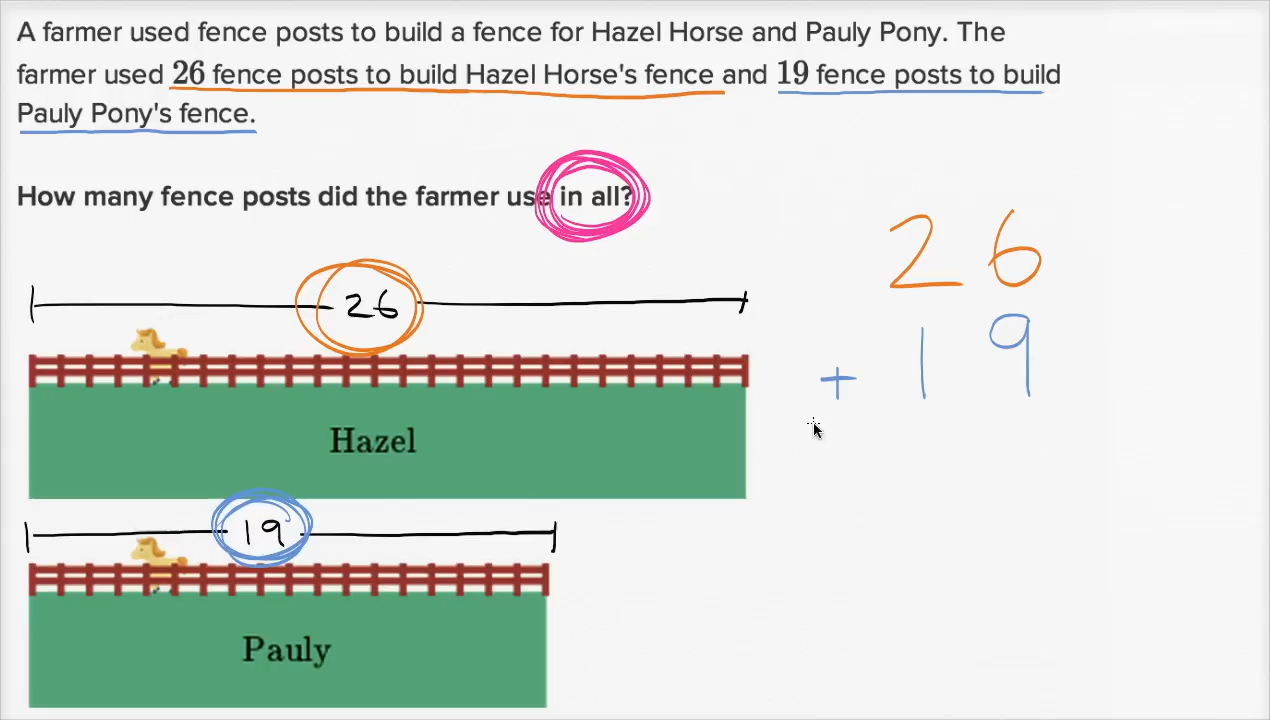 A farmer used fence posts to build a fence for Hazel Horse and Pauly Pony. The
farmer used 26 fence posts to build Hazel Horse's fence and 19 fence posts to build
Pauly Pony's fence.
How many fence posts did the farmer use in all?
26
26
+ 19
Hazel
19
Pauly